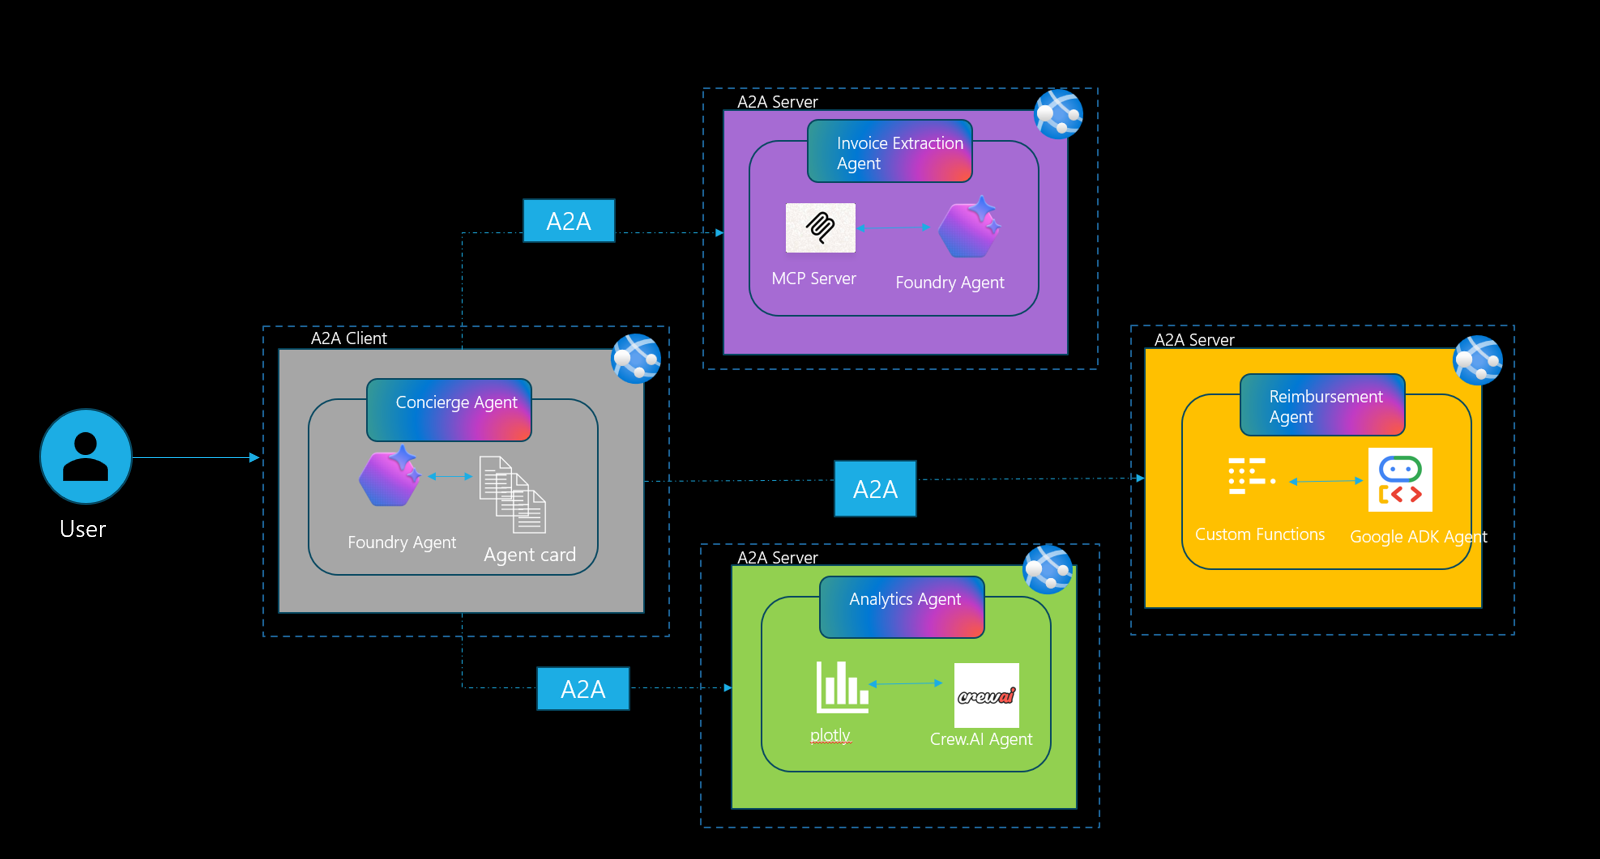 A2A Server
Invoice Extraction
Agent
A2A
MCP Server
Foundry Agent
A2A Client
Concierge Agent
Foundry Agent
Agent card
User
A2A
A2A Server
Reimbursement
Agent
Custom Functions
Google ADK Agent
A2A Server
Analytics Agent
A2A
crewai
plotly
Crew.AI Agent